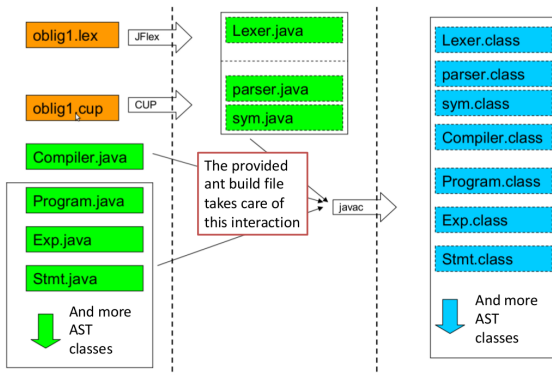 oblig1.lex
JFlex
oblig1.cup
CUP
Compiler.java
Program.java
Exp.java
Stmt.java
And more
AST
classes
Lexer.java
parser.java
sym.java
The provided
ant build file
takes care of
this interaction
javac
Lexer.class
parser.class
sym.class
Compiler.class
Program.class
Exp.class
Stmt.class
And more
AST
classes